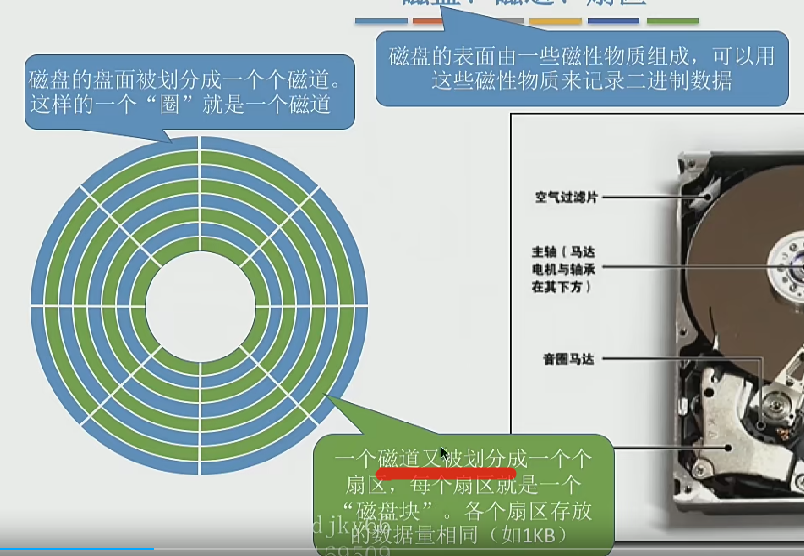 磁盘、磁道、扇区
磁盘的表面由一些磁性物质组成，可以用
这些磁性物质来记录二进制数据
磁盘的盘面被划分成一个个磁道。
这样的一个“圈”就是一个磁道
空气过滤片
主轴（马达
电机与轴承
在其下方）
音圈马达
一个磁道又被划分成一个个
扇区，每个扇区就是一个
“磁盘块”。各个扇区存放
的数据量相同（如1KB）